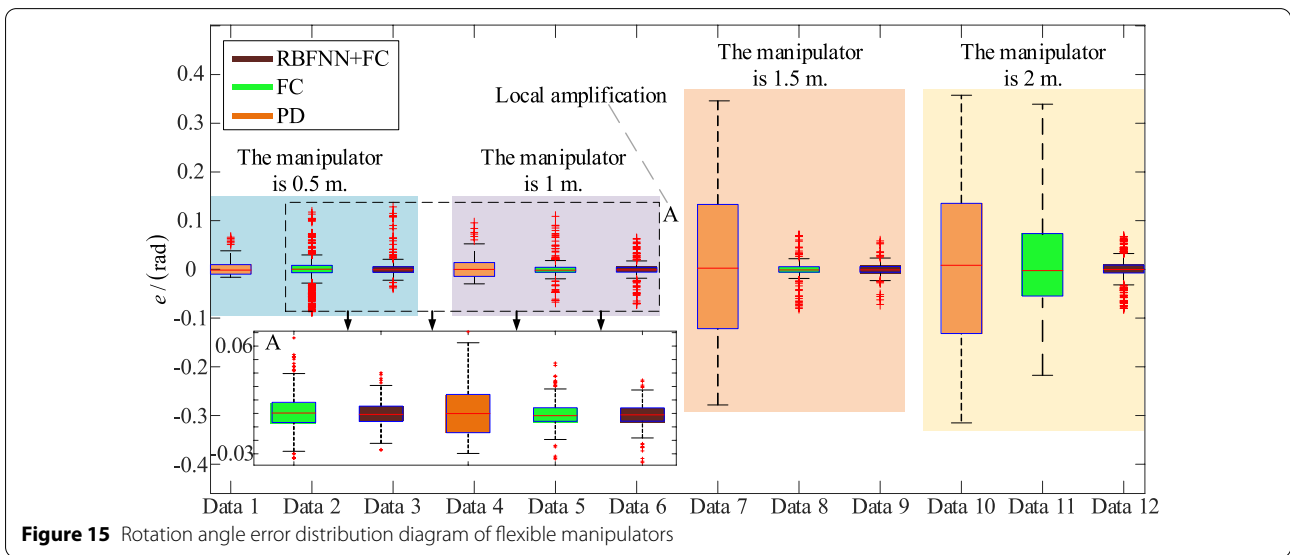 RBFNN+FC
FC
PD
The manipulator
is 0.5 m.
The manipulator
is 1 m.
Local amplification
The manipulator
is 1.5 m.
The manipulator
is 2 m.
e/(rad)
0.4
0.3
0.2
0.1
0
-0.1
-0.2
-0.3
-0.4
A
A
0.06
-0.03
Data 1 Data 2 Data 3 Data 4 Data 5 Data 6 Data 7 Data 8 Data 9 Data 10 Data 11 Data 12
Figure 15 Rotation angle error distribution diagram of flexible manipulators